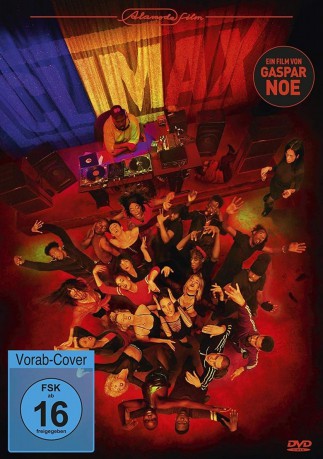 Alamode Film
CLIMAX
EIN FILM VON
GASPAR
NOE
Vorab-Cover
FSK
ab
16
freigegeben
DVD